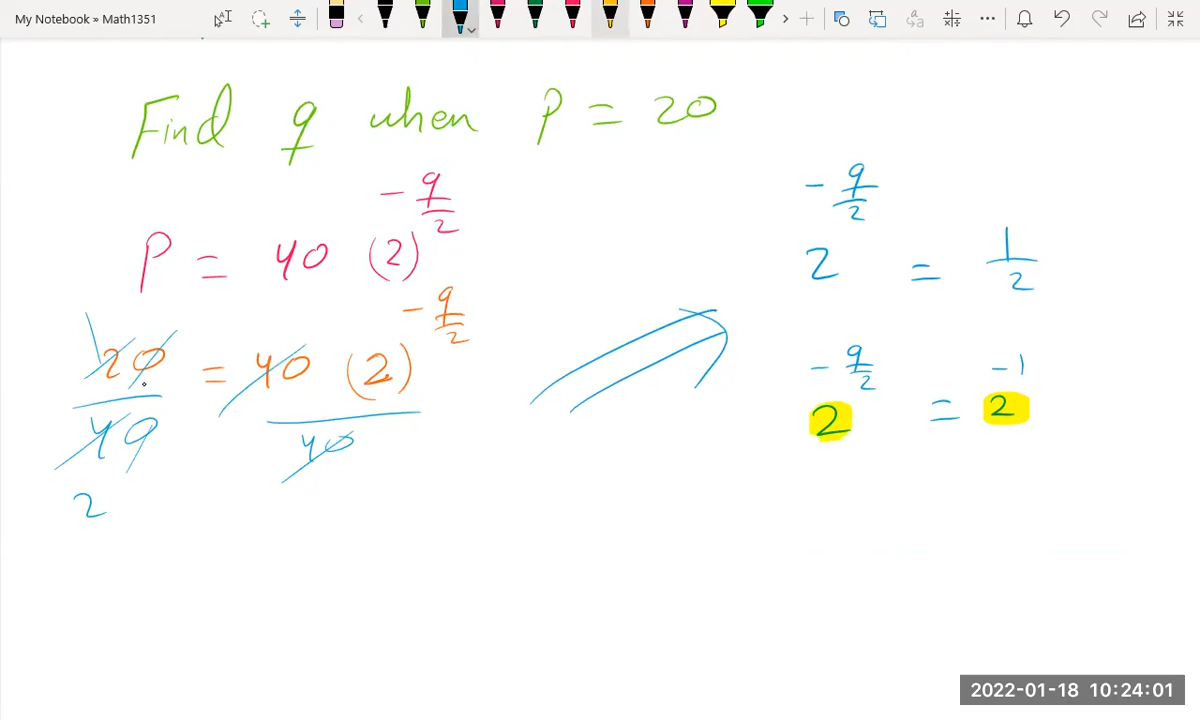 My Notebook » Math1351
Find q when P = 20
P = 40 (2)^(-q/2)
20/40 = 40 (2)^(-q/2) / 40
2
2^(-q/2) = 1/2
2^(-q/2) = 2^(-1)
2022-01-18 10:24:01